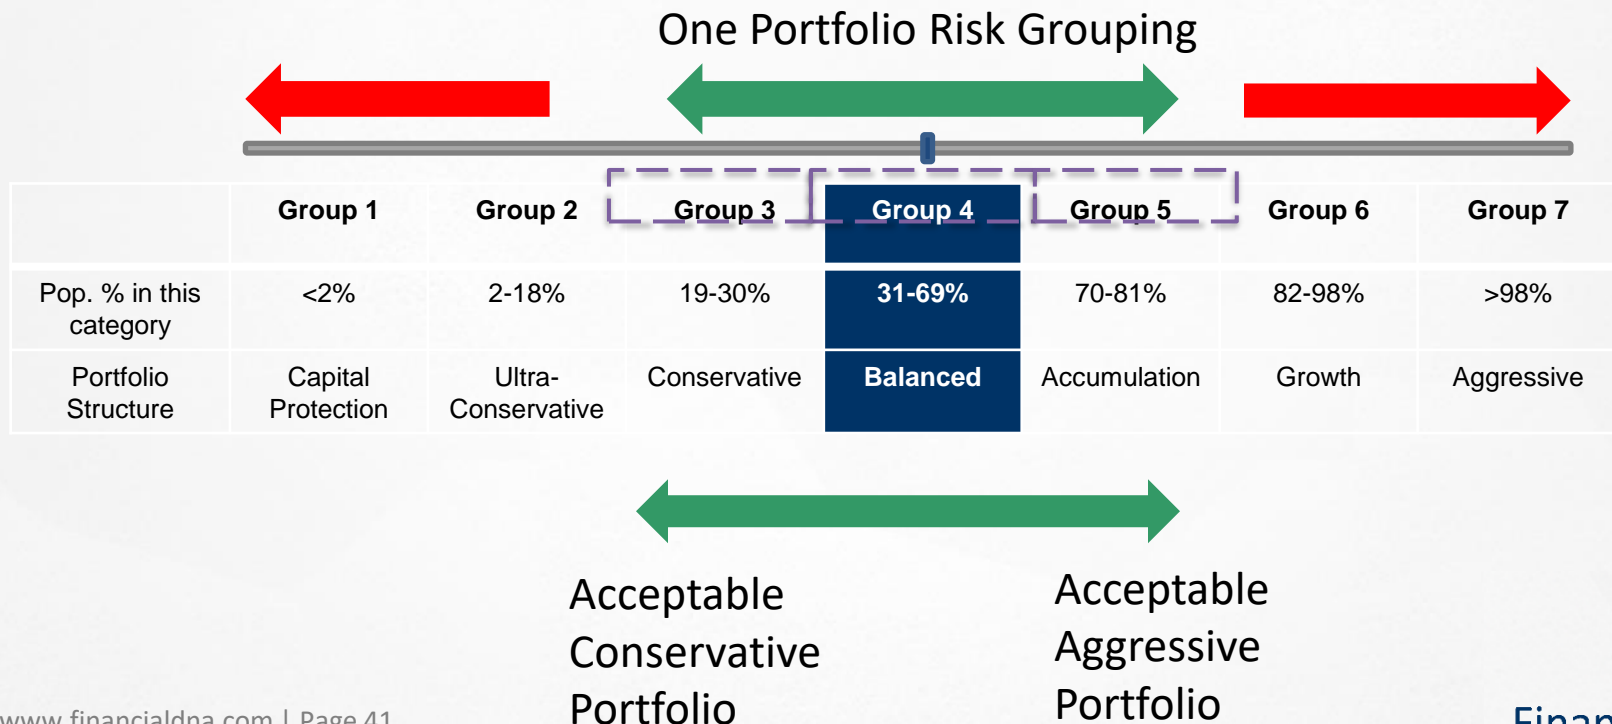 One Portfolio Risk Grouping
Group 1 Group 2 Group 3 Group 4 Group 5 Group 6 Group 7
Pop. % in this category <2% 2-18% 19-30% 31-69% 70-81% 82-98% >98%
Portfolio Structure Capital Protection Ultra-Conservative Conservative Balanced Accumulation Growth Aggressive
Acceptable
Conservative
Portfolio
Acceptable
Aggressive
Portfolio
www.financialdna.com | Page 41
Finan